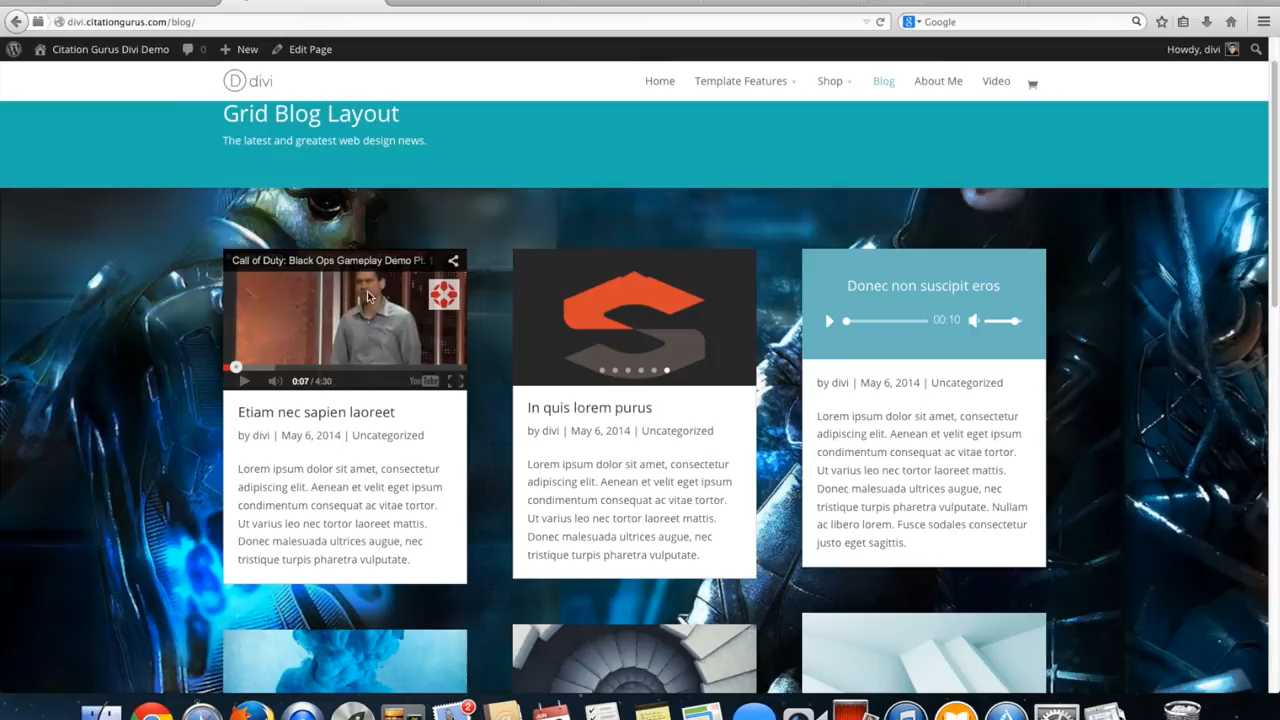 divi.citationgurus.com/blog/
Google
Citation Gurus Divi Demo
0
New
Edit Page
Howdy, divi
D divi
Home
Template Features
Shop
Blog
About Me
Video
Grid Blog Layout
The latest and greatest web design news.
Call of Duty: Black Ops Gameplay Demo Pt. 1
0:07 / 4:30
YouTube
Etiam nec sapien laoreet
by divi | May 6, 2014 | Uncategorized
Lorem ipsum dolor sit amet, consectetur
adipiscing elit. Aenean et velit eget ipsum
condimentum consequat ac vitae tortor.
Ut varius leo nec tortor laoreet mattis.
Donec malesuada ultrices augue, nec
tristique turpis pharetra vulputate.
In quis lorem purus
by divi | May 6, 2014 | Uncategorized
Lorem ipsum dolor sit amet, consectetur
adipiscing elit. Aenean et velit eget ipsum
condimentum consequat ac vitae tortor.
Ut varius leo nec tortor laoreet mattis.
Donec malesuada ultrices augue, nec
tristique turpis pharetra vulputate.
Donec non suscipit eros
00:10
by divi | May 6, 2014 | Uncategorized
Lorem ipsum dolor sit amet, consectetur
adipiscing elit. Aenean et velit eget ipsum
condimentum consequat ac vitae tortor.
Ut varius leo nec tortor laoreet mattis.
Donec malesuada ultrices augue, nec
tristique turpis pharetra vulputate. Nullam
ac libero lorem. Fusce sodales consectetur
justo eget sagittis.
2